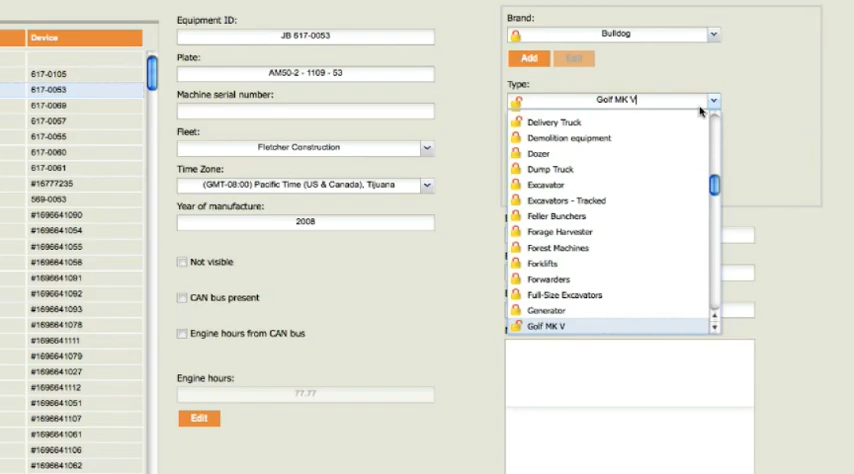 Device
617-0105
617-0053
617-0069
617-0057
617-0055
617-0060
617-0061
#16777235
569-0053
#1696641090
#1696641054
#1696641055
#1696641056
#1696641091
#1696641092
#1696641093
#1696641078
#1696641111
#1696641079
#1696641027
#1696641112
#1696641051
#1696641107
#1696641061
#1696641106
#1696641062
Equipment ID:
JB 617-0053
Plate:
AM50-2 - 1109 - 53
Machine serial number:
Fleet:
Fletcher Construction
Time Zone:
(GMT-08:00) Pacific Time (US & Canada), Tijuana
Year of manufacture:
2008
Not visible
CAN bus present
Engine hours from CAN bus
Engine hours:
77.77
Edit
Brand:
Bulldog
Add Edit
Type:
Golf MK V
Delivery Truck
Demolition equipment
Dozer
Dump Truck
Excavator
Excavators - Tracked
Feller Bunchers
Forage Harvester
Forest Machines
Forklifts
Forwarders
Full-Size Excavators
Generator
Golf MK V